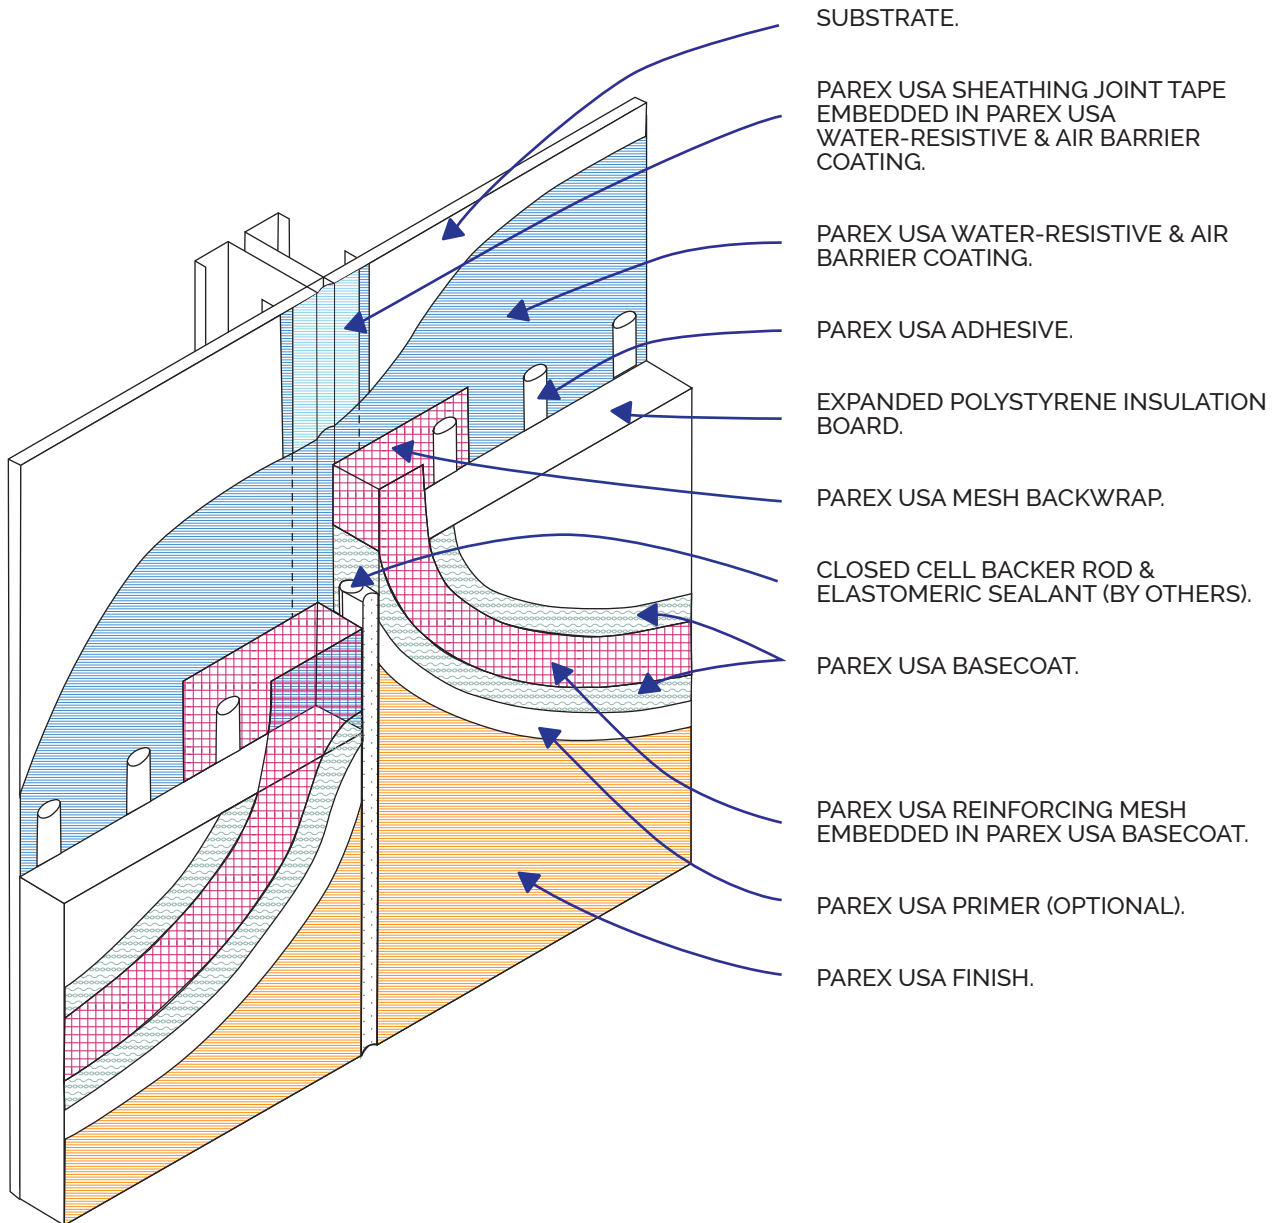 SUBSTRATE.
PAREX USA SHEATHING JOINT TAPE
EMBEDDED IN PAREX USA
WATER-RESISTIVE & AIR BARRIER
COATING.
PAREX USA WATER-RESISTIVE & AIR
BARRIER COATING.
PAREX USA ADHESIVE.
EXPANDED POLYSTYRENE INSULATION
BOARD.
PAREX USA MESH BACKWRAP.
CLOSED CELL BACKER ROD &
ELASTOMERIC SEALANT (BY OTHERS).
PAREX USA BASECOAT.
PAREX USA REINFORCING MESH
EMBEDDED IN PAREX USA BASECOAT.
PAREX USA PRIMER (OPTIONAL).
PAREX USA FINISH.